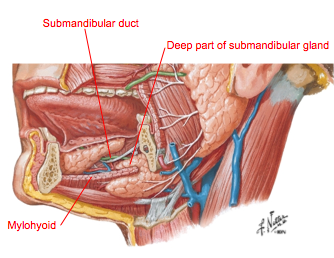 Submandibular duct
Deep part of submandibular gland
Mylohyoid